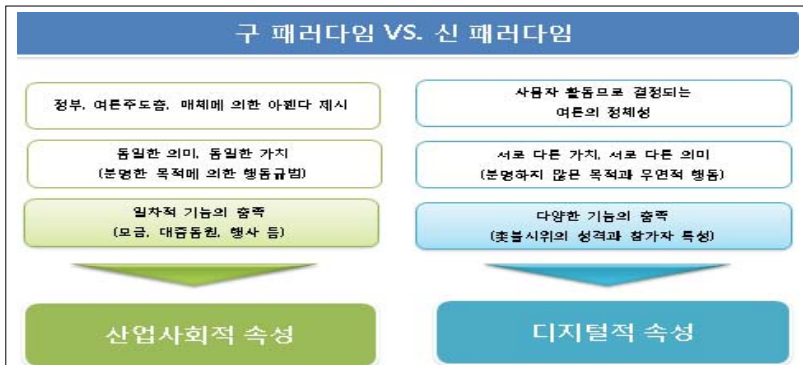 구 패러다임 VS. 신 패러다임
정부, 여론주도층, 매체에 의한 아젠다 제시
동일한 의미, 동일한 가치
(분명한 목적에 의한 행동규범)
일차적 기능의 충족
(모금, 대중동원, 행사 등)
산업사회적 속성
사용자 활동으로 결정되는
여론의 정체성
서로 다른 가치, 서로 다른 의미
(분명하지 않은 목적과 우연적 행동)
다양한 기능의 충족
(촛불시위의 성격과 참가자 특성)
디지털적 속성